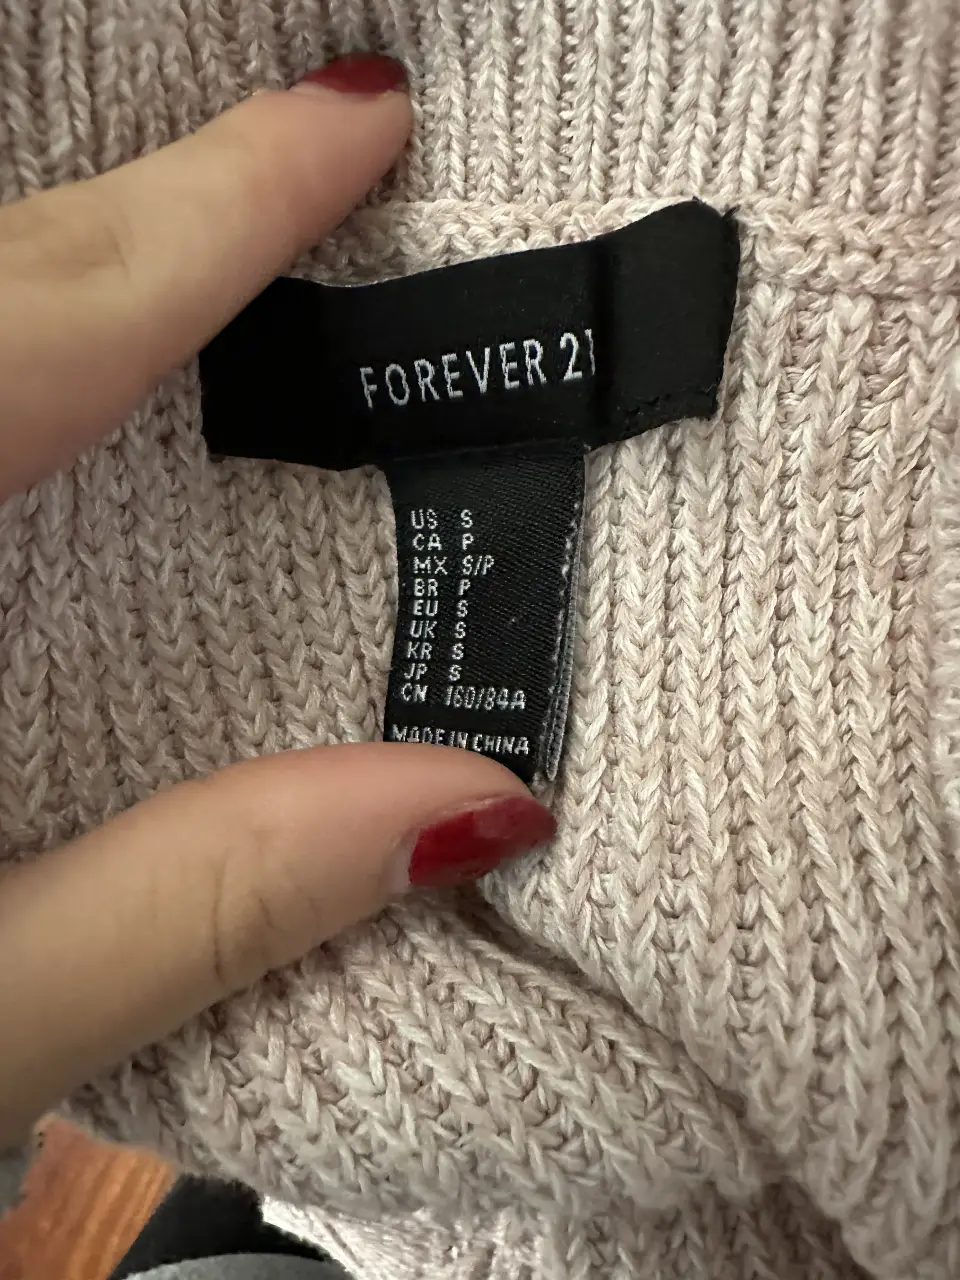 FOREVER 21
US S
CA P
MX S/P
BR P
EU S
UK S
KR S
JP S
CN 160/84A
MADE IN CHINA